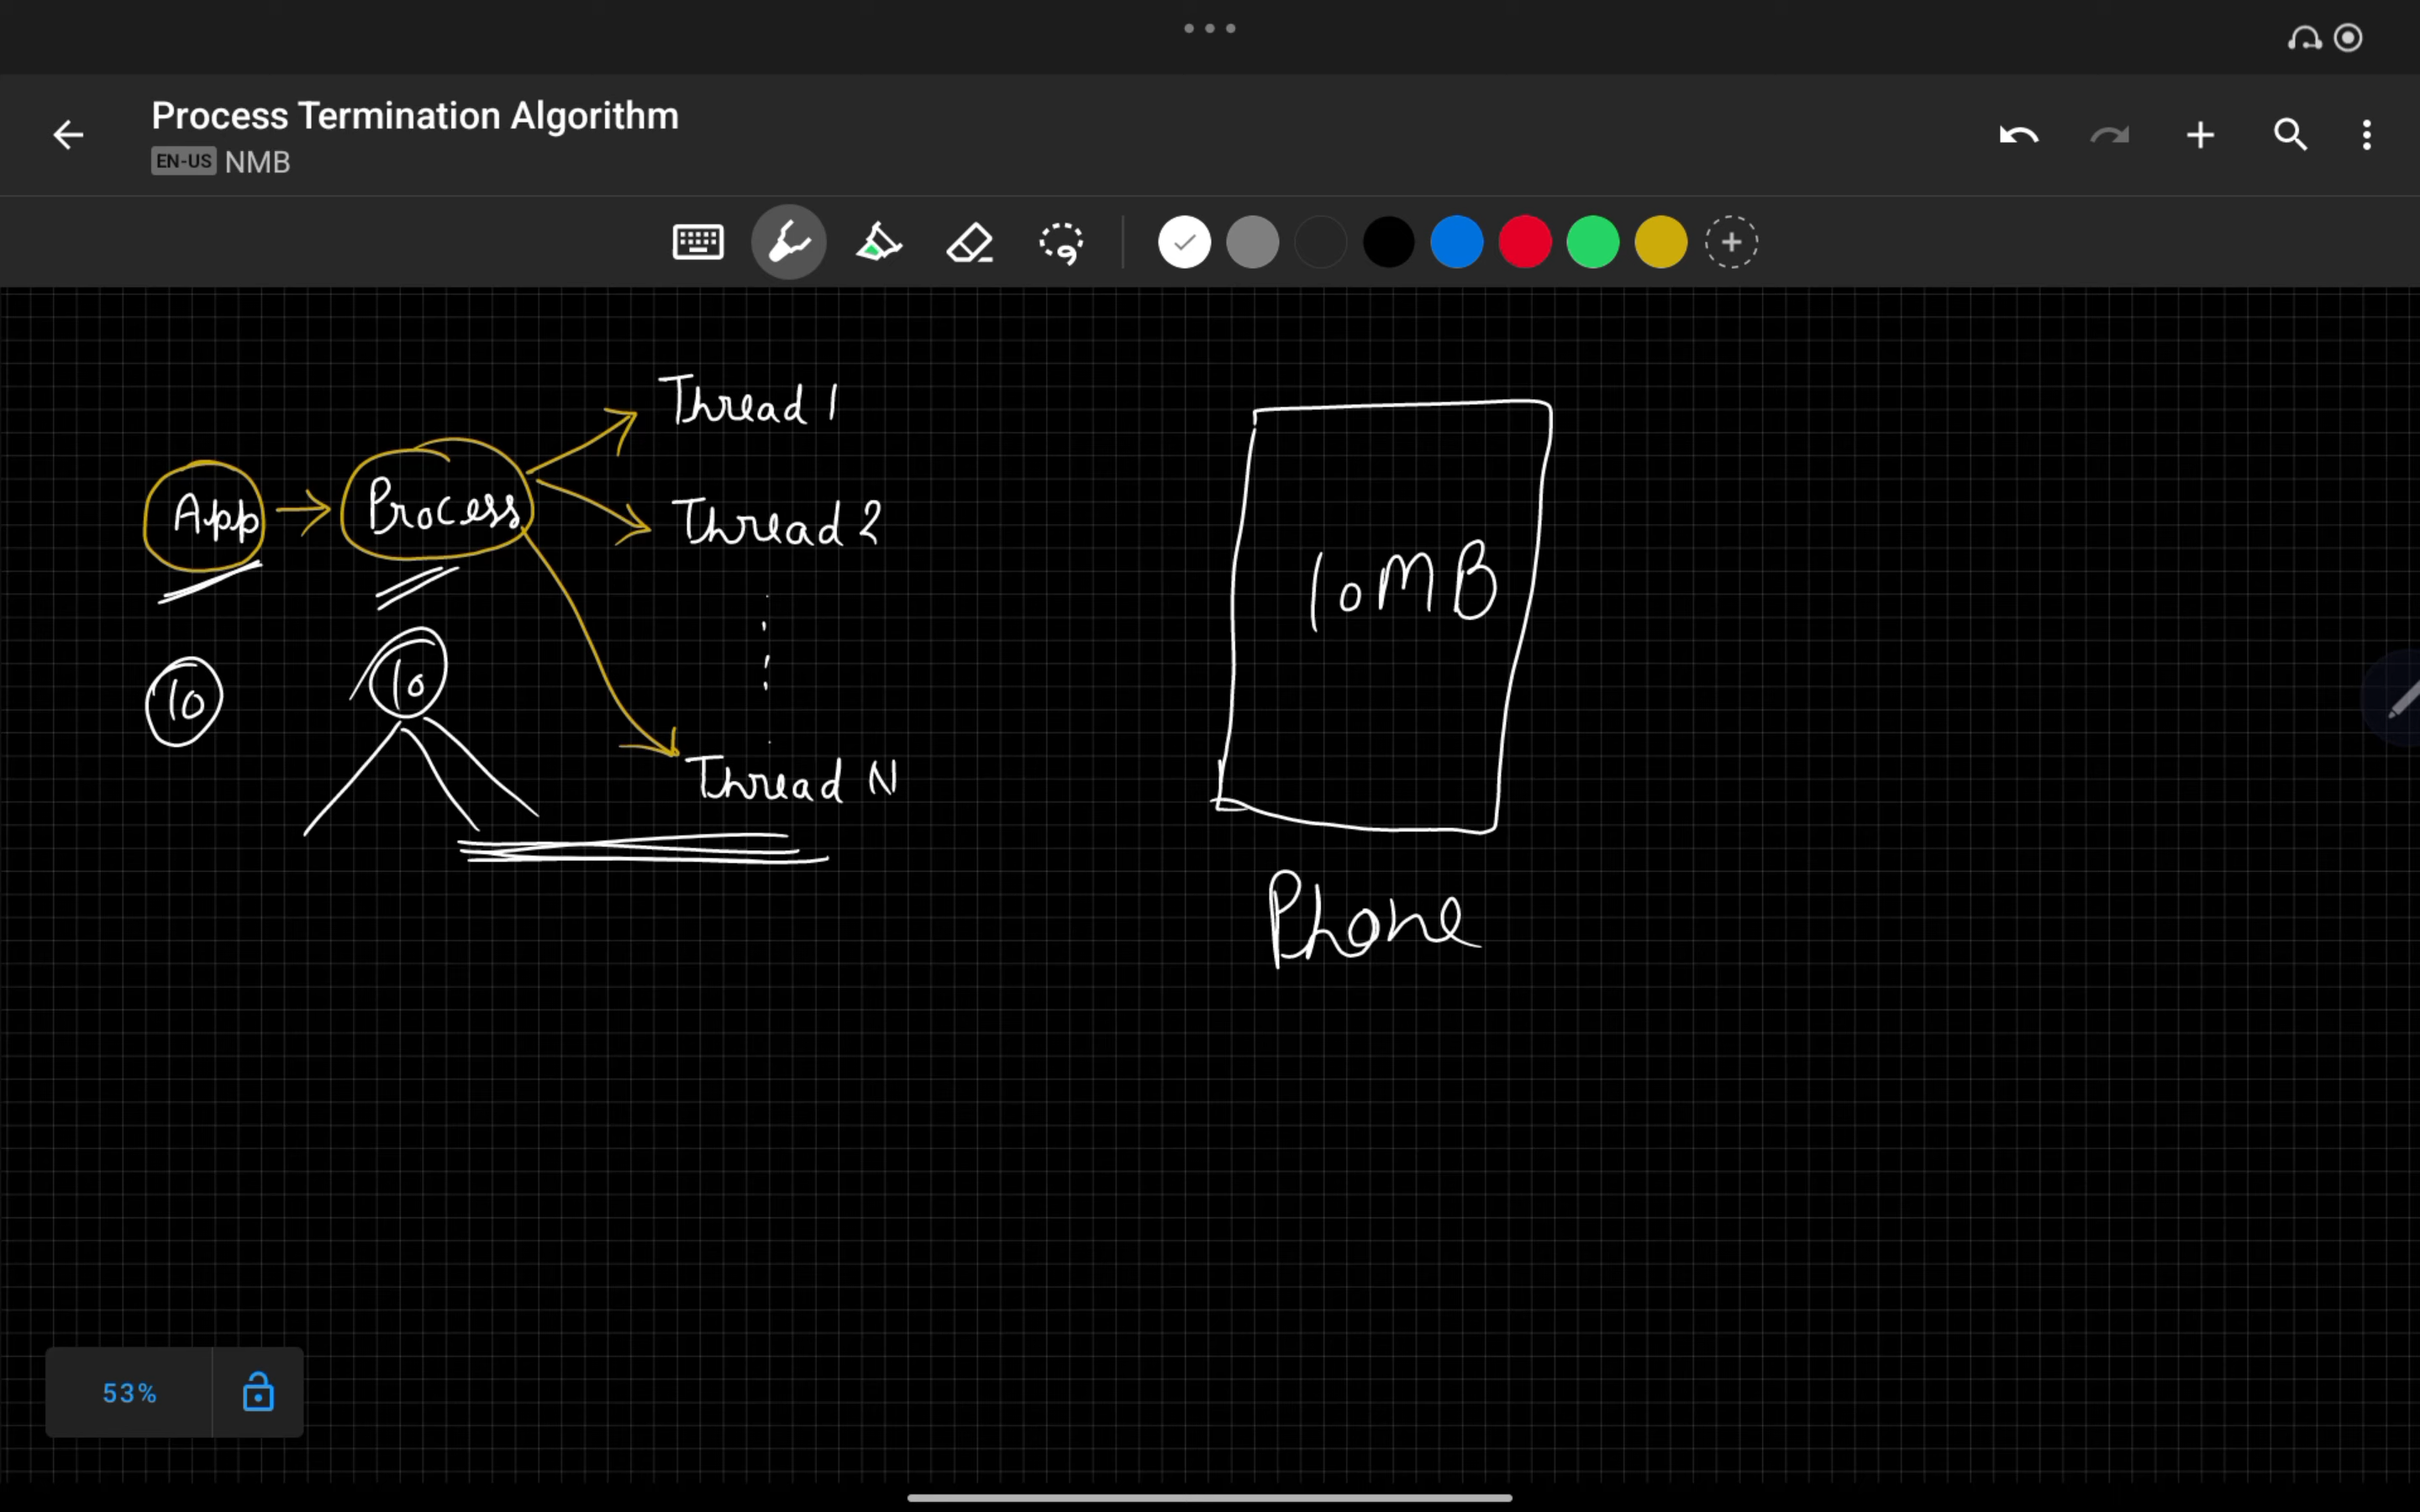 Process Termination Algorithm
EN-US NMB
Thread 1
App
Process
Thread 2
10
10
Thread N
10MB
Phone
53%